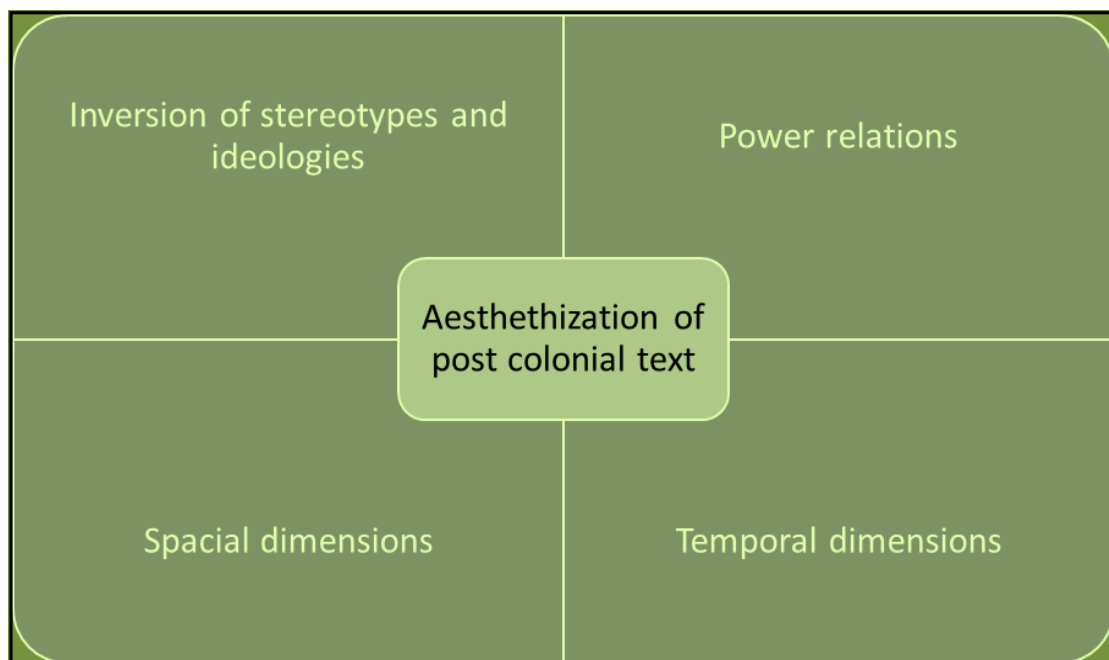 Inversion of stereotypes and
ideologies
Power relations
Aesthethization of
post colonial text
Spacial dimensions
Temporal dimensions